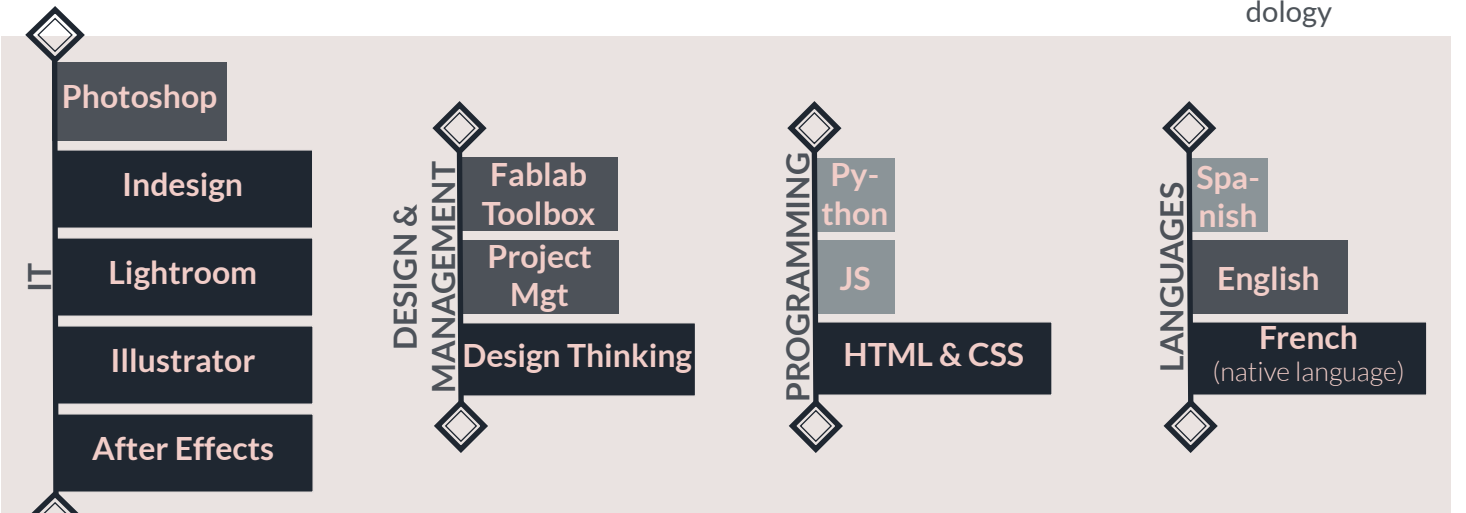 dology
IT
Photoshop
Indesign
Lightroom
Illustrator
After Effects
DESIGN &
MANAGEMENT
Fablab
Toolbox
Project
Mgt
Design Thinking
PROGRAMMING
Py-
thon
JS
HTML & CSS
LANGUAGES
Spa-
nish
English
French
(native language)